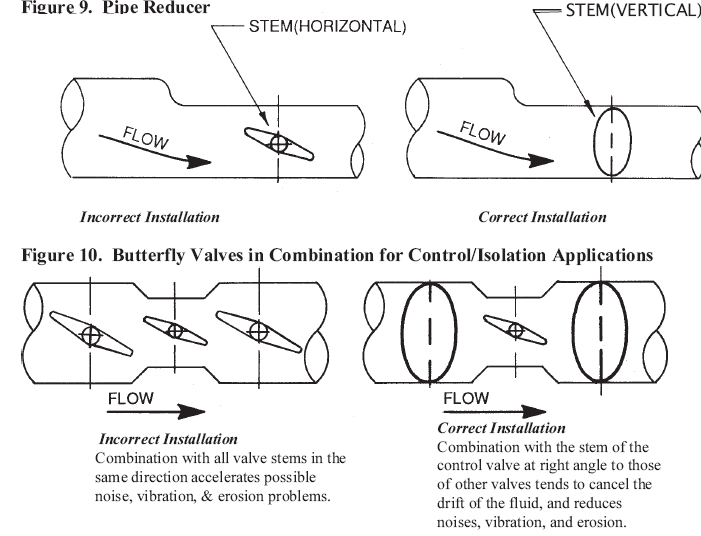 Figure 9. Pipe Reducer
STEM(HORIZONTAL)
STEM(VERTICAL)
FLOW
FLOW
Incorrect Installation
Correct Installation
Figure 10. Butterfly Valves in Combination for Control/Isolation Applications
FLOW
Incorrect Installation
Combination with all valve stems in the
same direction accelerates possible
noise, vibration, & erosion problems.
FLOW
Correct Installation
Combination with the stem of the
control valve at right angle to those
of other valves tends to cancel the
drift of the fluid, and reduces
noises, vibration, and erosion.